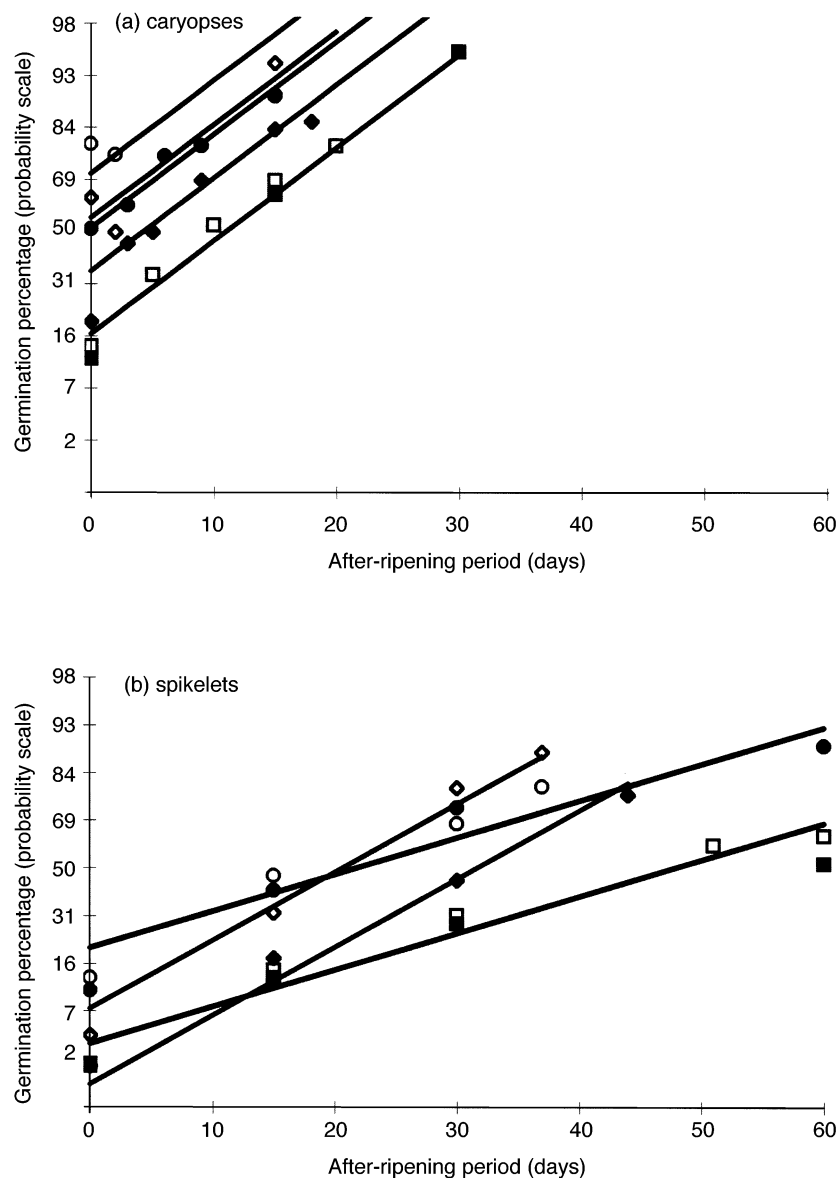 (a) caryopses
Germination percentage (probability scale)
98
93
84
69
50
31
16
7
2
0 10 20 30 40 50 60
After-ripening period (days)
(b) spikelets
Germination percentage (probability scale)
98
93
84
69
50
31
16
7
2
0 10 20 30 40 50 60
After-ripening period (days)